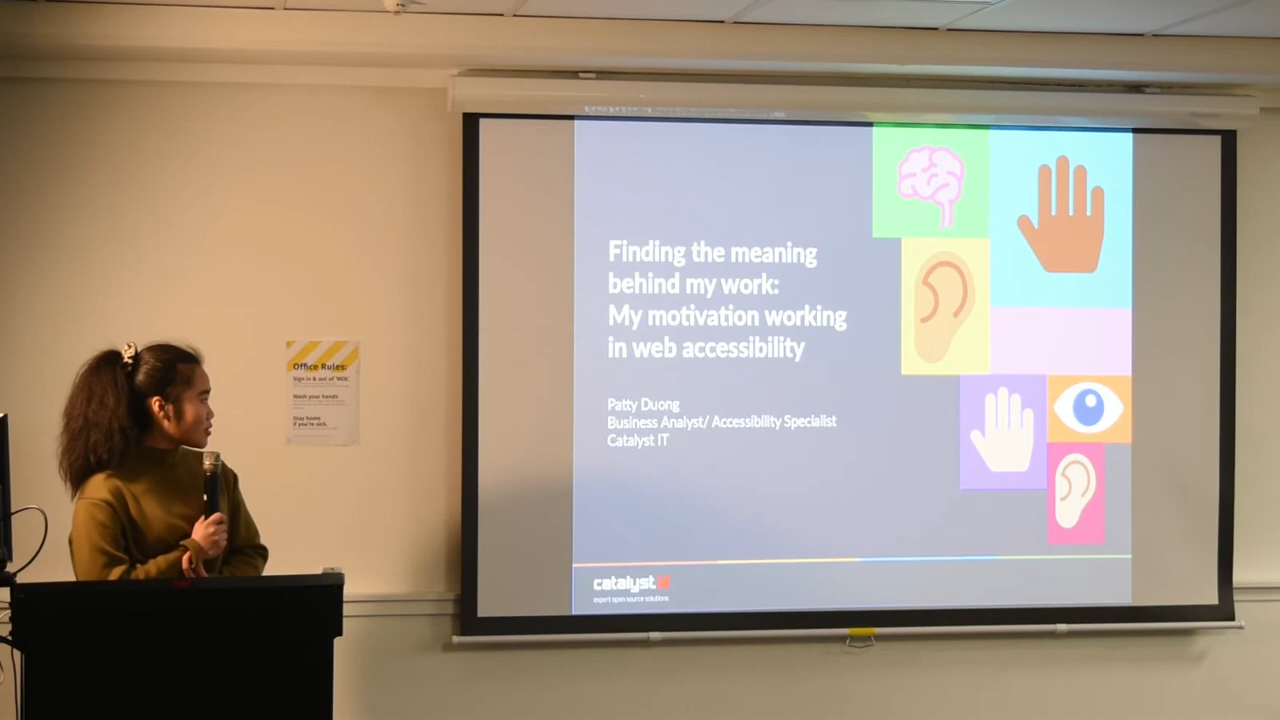 Finding the meaning
behind my work:
My motivation working
in web accessibility
Patty Duong
Business Analyst/ Accessibility Specialist
Catalyst IT
catalyst
expert open source solutions
Office Rules:
Sign in & out of 'WOL'
Wash your hands
Stay home
if you're sick.